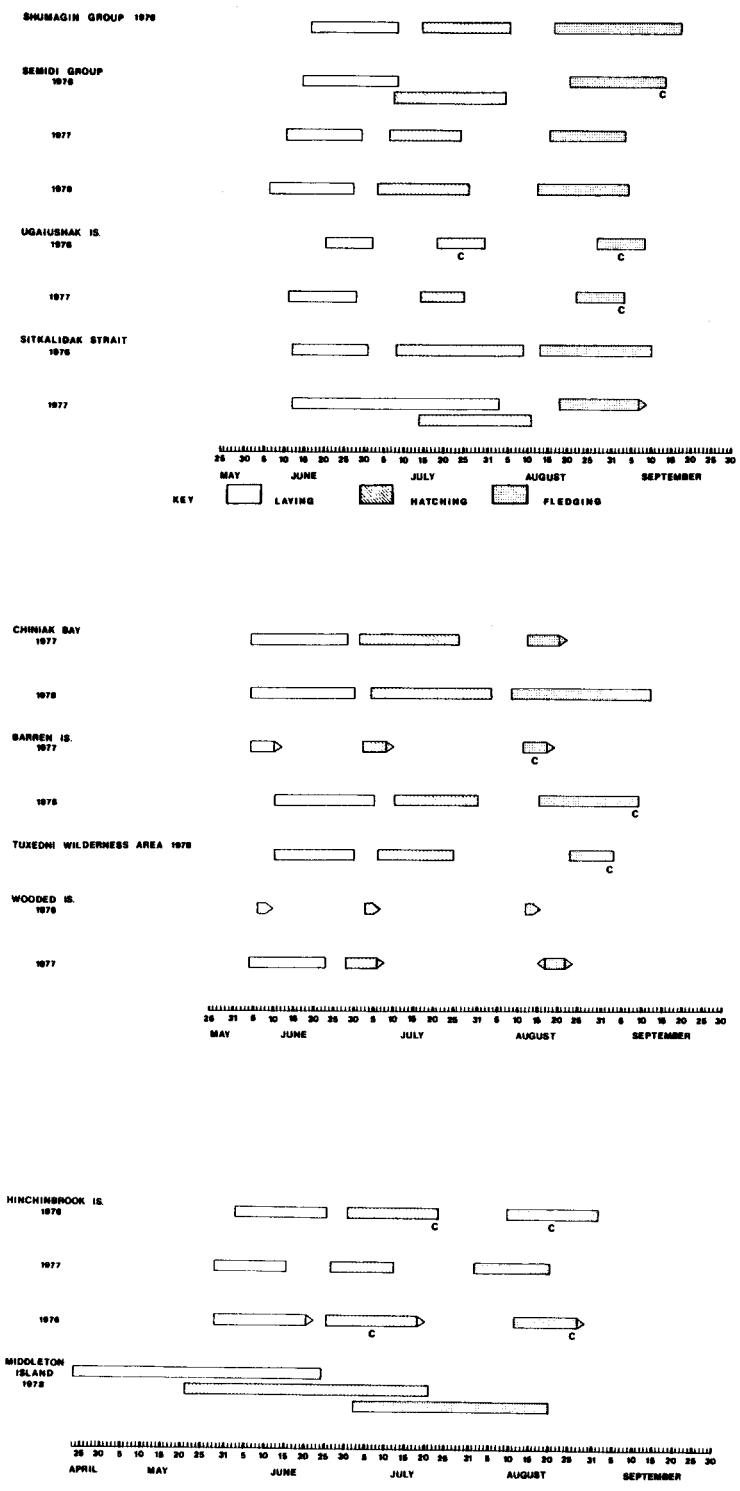 SHUMAGIN GROUP 1976
SEMIDI GROUP
1976
C
1977
1978
UGAIUSHAK IS.
1976
C C
1977
C
SITKALIDAK STRAIT
1976
1977
25 30 5 10 15 20 25 30 5 10 15 20 25 31 5 10 15 20 25 31 5 10 15 20 25 30
MAY JUNE JULY AUGUST SEPTEMBER
KEY LAYING HATCHING FLEDGING
CHINIAK BAY
1977
1978
BARREN IS.
1977
C
1978
C
TUXEDNI WILDERNESS AREA 1978
C
WOODED IS.
1976
1977
25 31 5 10 15 20 25 30 5 10 15 20 25 31 5 10 15 20 25 31 5 10 15 20 25 30
MAY JUNE JULY AUGUST SEPTEMBER
HINCHINBROOK IS.
1976
C C
1977
1978
C C
MIDDLETON
ISLAND
1978
25 30 5 10 15 20 25 31 5 10 15 20 25 30 5 10 15 20 25 31 5 10 15 20 25 31 5 10 15 20 25 30
APRIL MAY JUNE JULY AUGUST SEPTEMBER